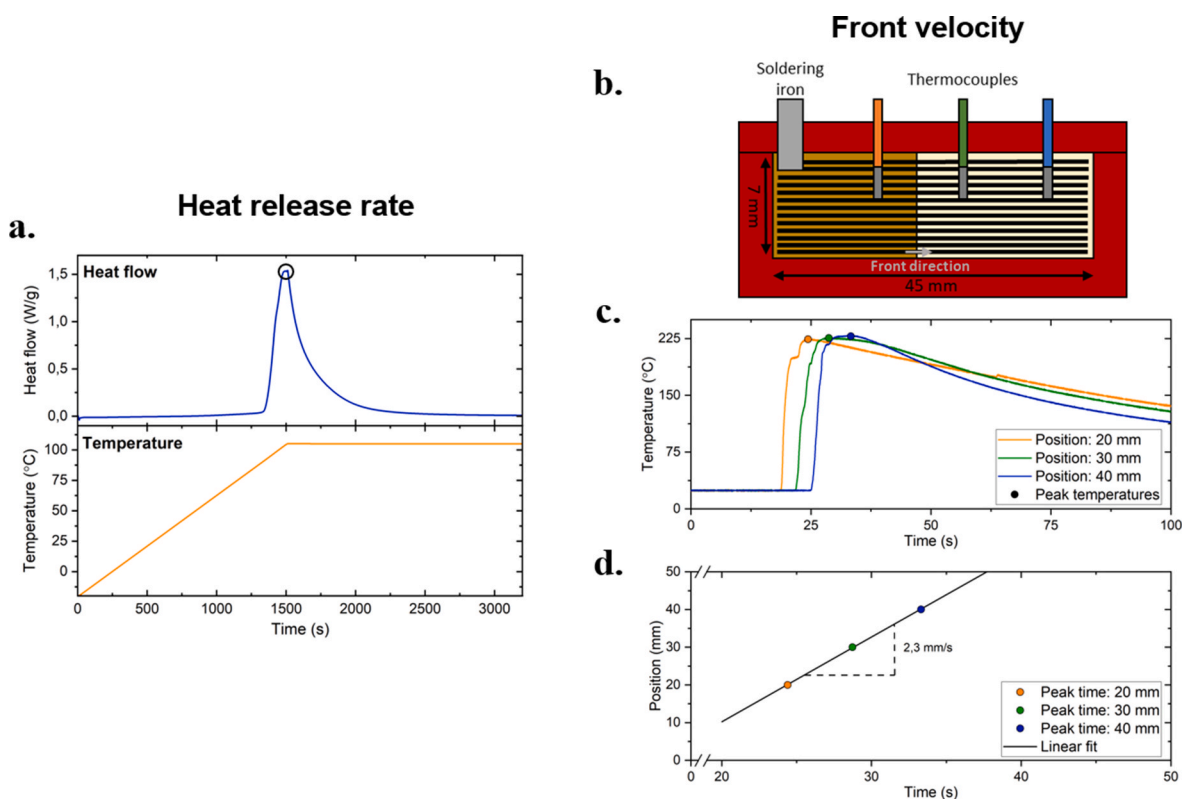 Heat release rate
a.
Heat flow
Heat flow (W/g)
1,5
1,0
0,5
0,0
Temperature
Temperature (°C)
100
75
50
25
0
0
500
1000
1500
2000
2500
3000
Time (s)
Front velocity
b.
Soldering
iron
Thermocouples
7 mm
Front direction
45 mm
c.
Temperature (°C)
225
150
75
0
Position: 20 mm
Position: 30 mm
Position: 40 mm
Peak temperatures
0
25
50
75
100
Time (s)
d.
Position (mm)
50
40
30
20
10
0
2,3 mm/s
Peak time: 20 mm
Peak time: 30 mm
Peak time: 40 mm
Linear fit
0
20
30
40
50
Time (s)